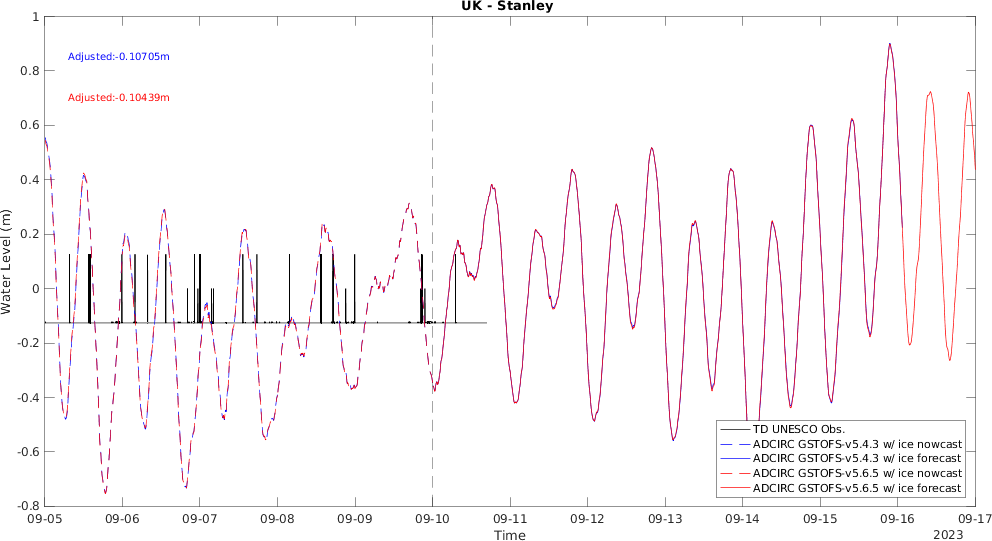 UK - Stanley
Adjusted:-0.10705m
Adjusted:-0.10439m
Water Level (m)
1
0.8
0.6
0.4
0.2
0
-0.2
-0.4
-0.6
-0.8
TD UNESCO Obs.
ADCIRC GSTOFS-v5.4.3 w/ ice nowcast
ADCIRC GSTOFS-v5.4.3 w/ ice forecast
ADCIRC GSTOFS-v5.6.5 w/ ice nowcast
ADCIRC GSTOFS-v5.6.5 w/ ice forecast
09-05 09-06 09-07 09-08 09-09 09-10 09-11 09-12 09-13 09-14 09-15 09-16 09-17
Time
2023